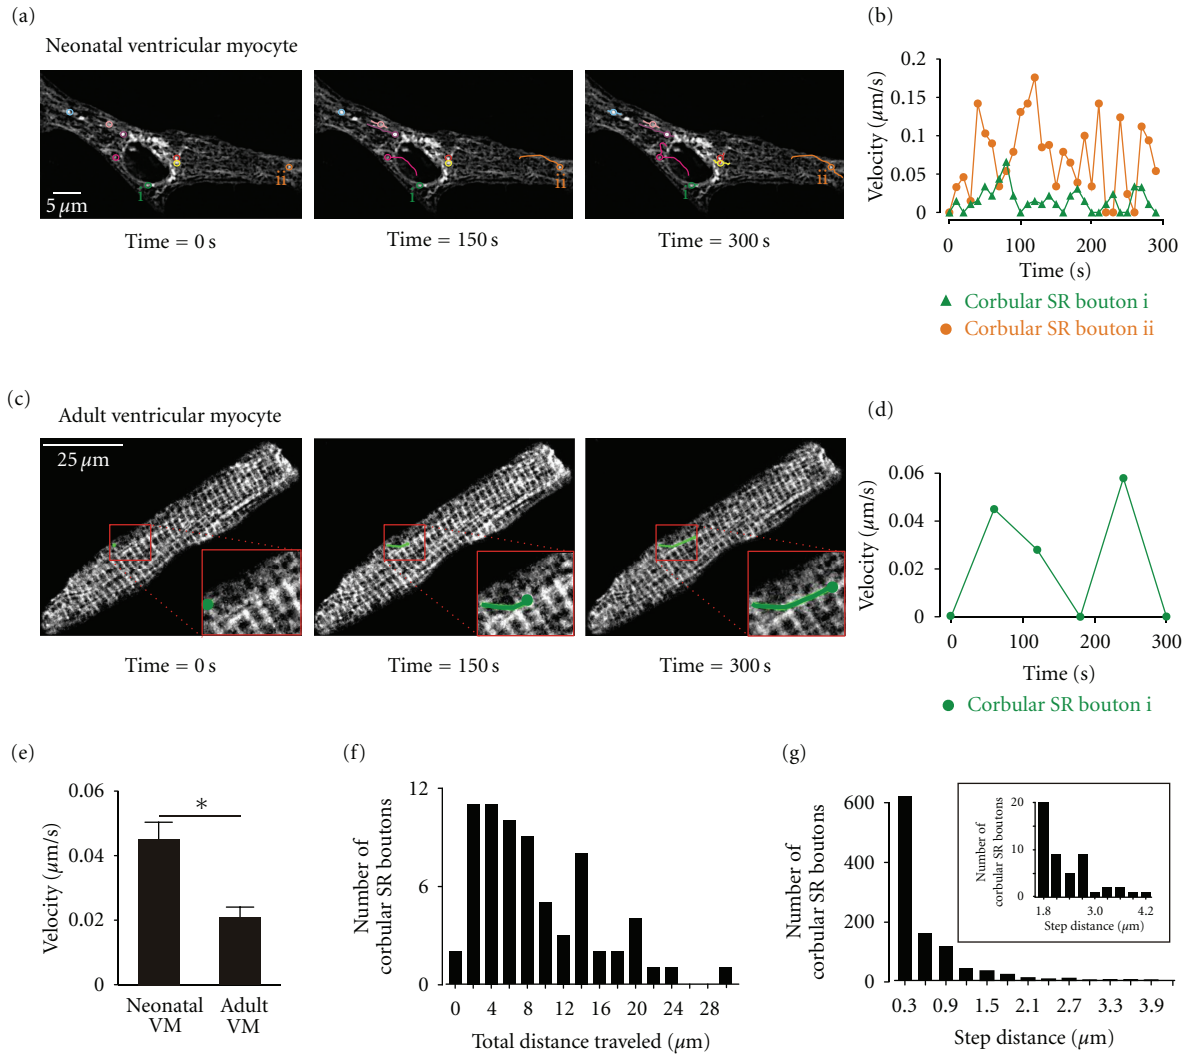 (a)
Neonatal ventricular myocyte
i
ii
5 µm
i
ii
i
ii
Time = 0 s
Time = 150 s
Time = 300 s
(b)
Velocity (µm/s)
0.2
0.15
0.1
0.05
0
0
100
200
300
Time (s)
Corbular SR bouton i
Corbular SR bouton ii
(c)
Adult ventricular myocyte
25 µm
Time = 0 s
Time = 150 s
Time = 300 s
(d)
Velocity (µm/s)
0.06
0.04
0.02
0
0
100
200
300
Time (s)
Corbular SR bouton i
(e)
Velocity (µm/s)
0.06
0.04
0.02
0
*
Neonatal
VM
Adult
VM
(f)
Number of
corbular SR boutons
12
9
6
3
0
0
4
8
12
16
20
24
28
Total distance traveled (µm)
(g)
Number of
corbular SR boutons
600
400
200
0
0.3
0.9
1.5
2.1
2.7
3.3
3.9
Step distance (µm)
Number of
corbular SR boutons
20
10
0
1.8
3.0
4.2
Step distance (µm)